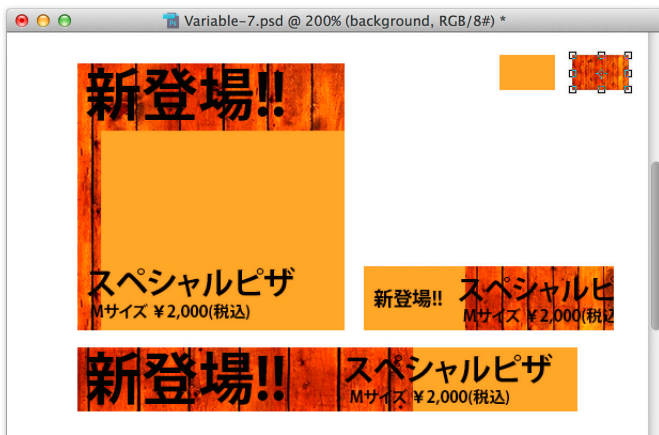 Variable-7.psd @ 200% (background, RGB/8#) *
新登場!!
スペシャルピザ
Mサイズ ¥2,000(税込)
新登場!!
スペシャルピ
Mサイズ ¥2,000(税込
新登場!!
スペシャルピザ
Mサイズ ¥2,000(税込)